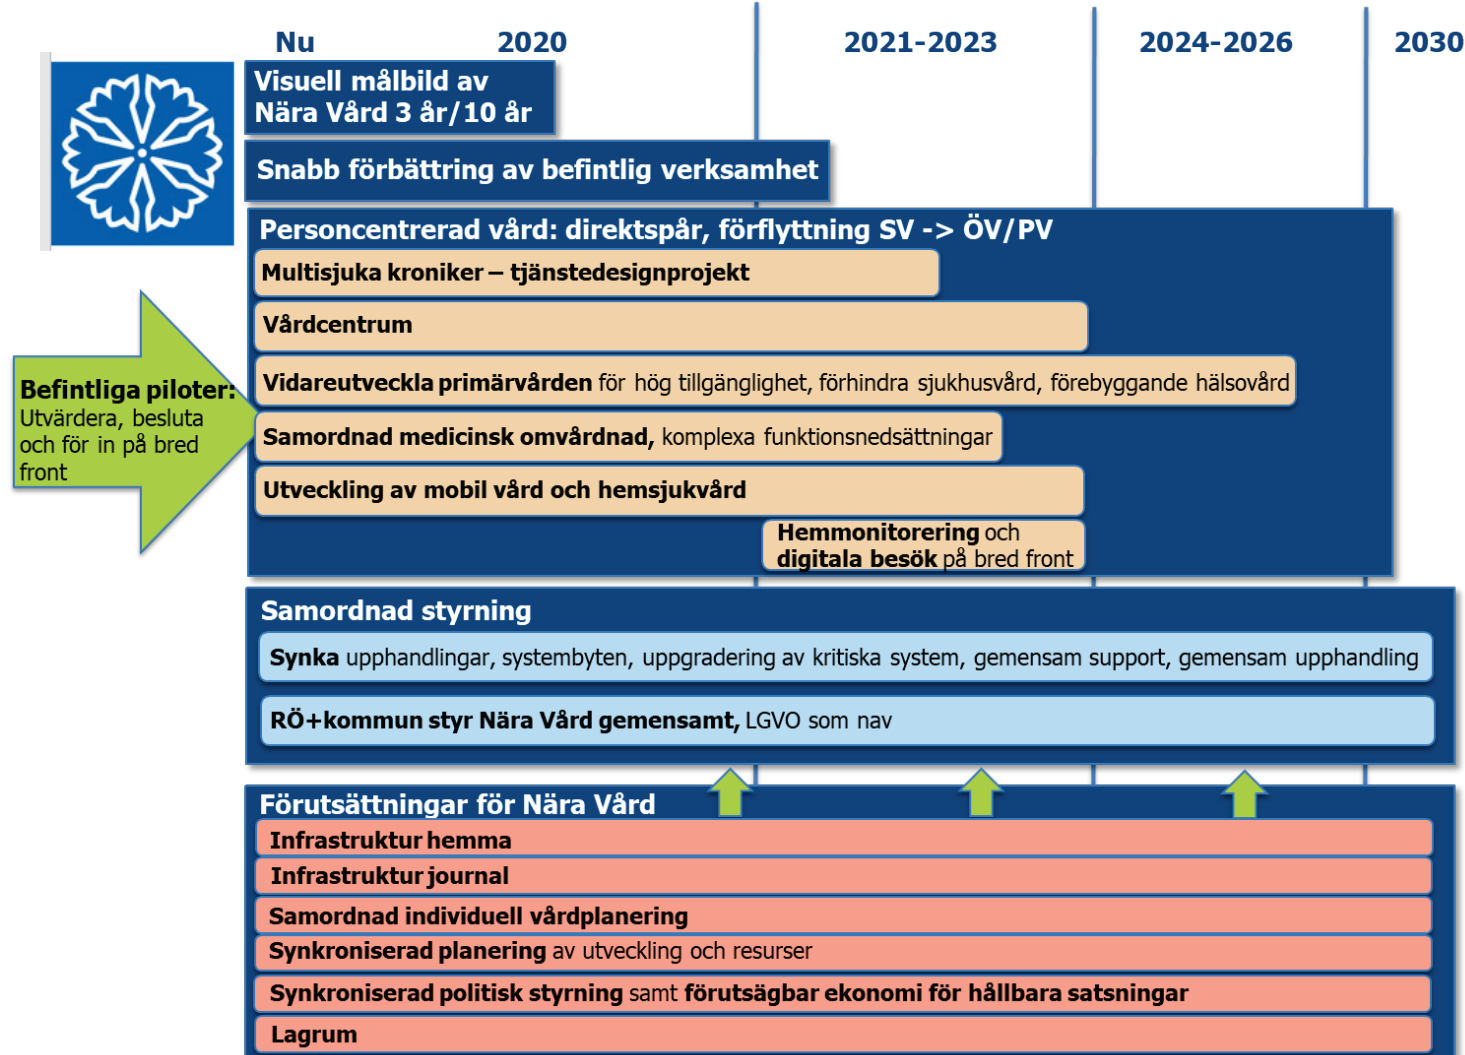 Nu 2020 2021-2023 2024-2026 2030
Visuell målbild av
Nära Vård 3 år/10 år
Snabb förbättring av befintlig verksamhet
Personcentrerad vård: direktspår, förflyttning SV -> ÖV/PV
Multisjuka kroniker – tjänstedesignprojekt
Vårdcentrum
Vidareutveckla primärvården för hög tillgänglighet, förhindra sjukhusvård, förebyggande hälsovård
Samordnad medicinsk omvårdnad, komplexa funktionsnedsättningar
Utveckling av mobil vård och hemsjukvård
Hemmonitorering och
digitala besök på bred front
Befintliga piloter:
Utvärdera, besluta
och för in på bred
front
Samordnad styrning
Synka upphandlingar, systembyten, uppgradering av kritiska system, gemensam support, gemensam upphandling
RÖ+kommun styr Nära Vård gemensamt, LGVO som nav
Förutsättningar för Nära Vård
Infrastruktur hemma
Infrastruktur journal
Samordnad individuell vårdplanering
Synkroniserad planering av utveckling och resurser
Synkroniserad politisk styrning samt förutsägbar ekonomi för hållbara satsningar
Lagrum